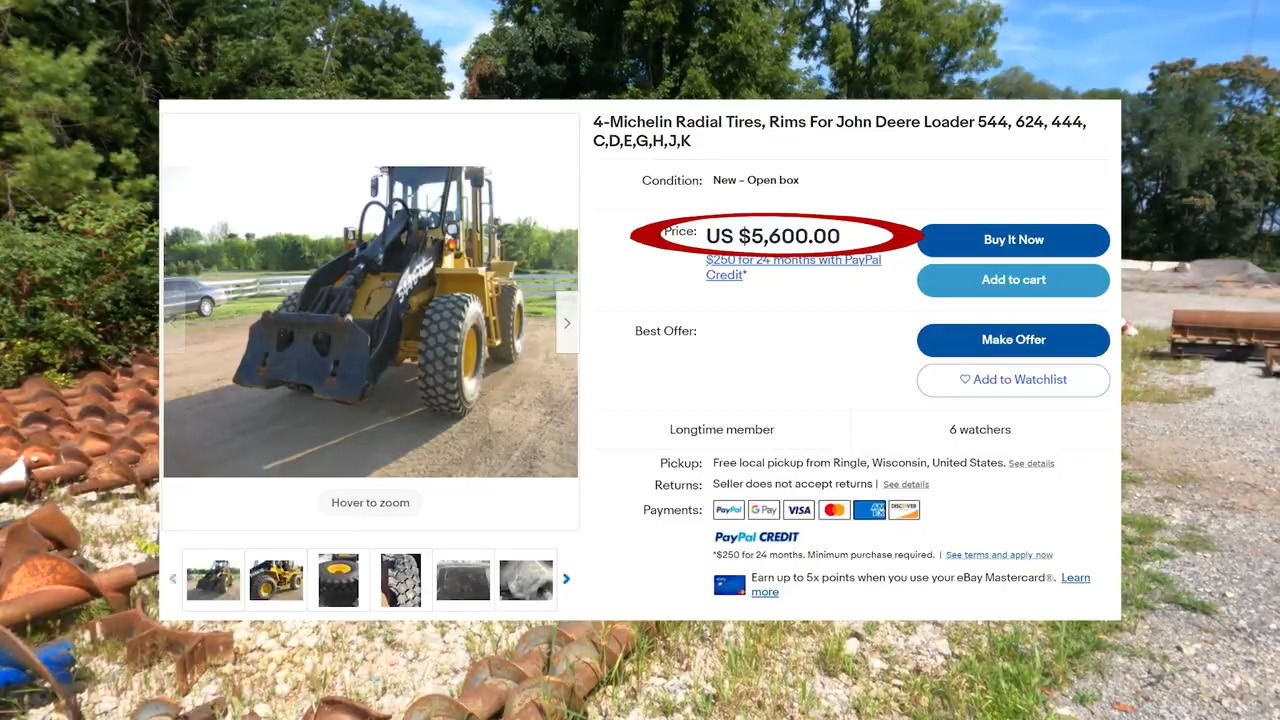 4-Michelin Radial Tires, Rims For John Deere Loader 544, 624, 444,
C,D,E,G,H,J,K
Condition: New – Open box
Price: US $5,600.00
$250 for 24 months with PayPal
Credit*
Buy It Now
Add to cart
Best Offer:
Make Offer
Add to Watchlist
Longtime member
6 watchers
Pickup: Free local pickup from Ringle, Wisconsin, United States. See details
Returns: Seller does not accept returns | See details
Payments: PayPal G Pay VISA AMEX DISCOVER
PayPal CREDIT
*$250 for 24 months. Minimum purchase required. | See terms and apply now
Earn up to 5x points when you use your eBay Mastercard®. Learn
more
Hover to zoom